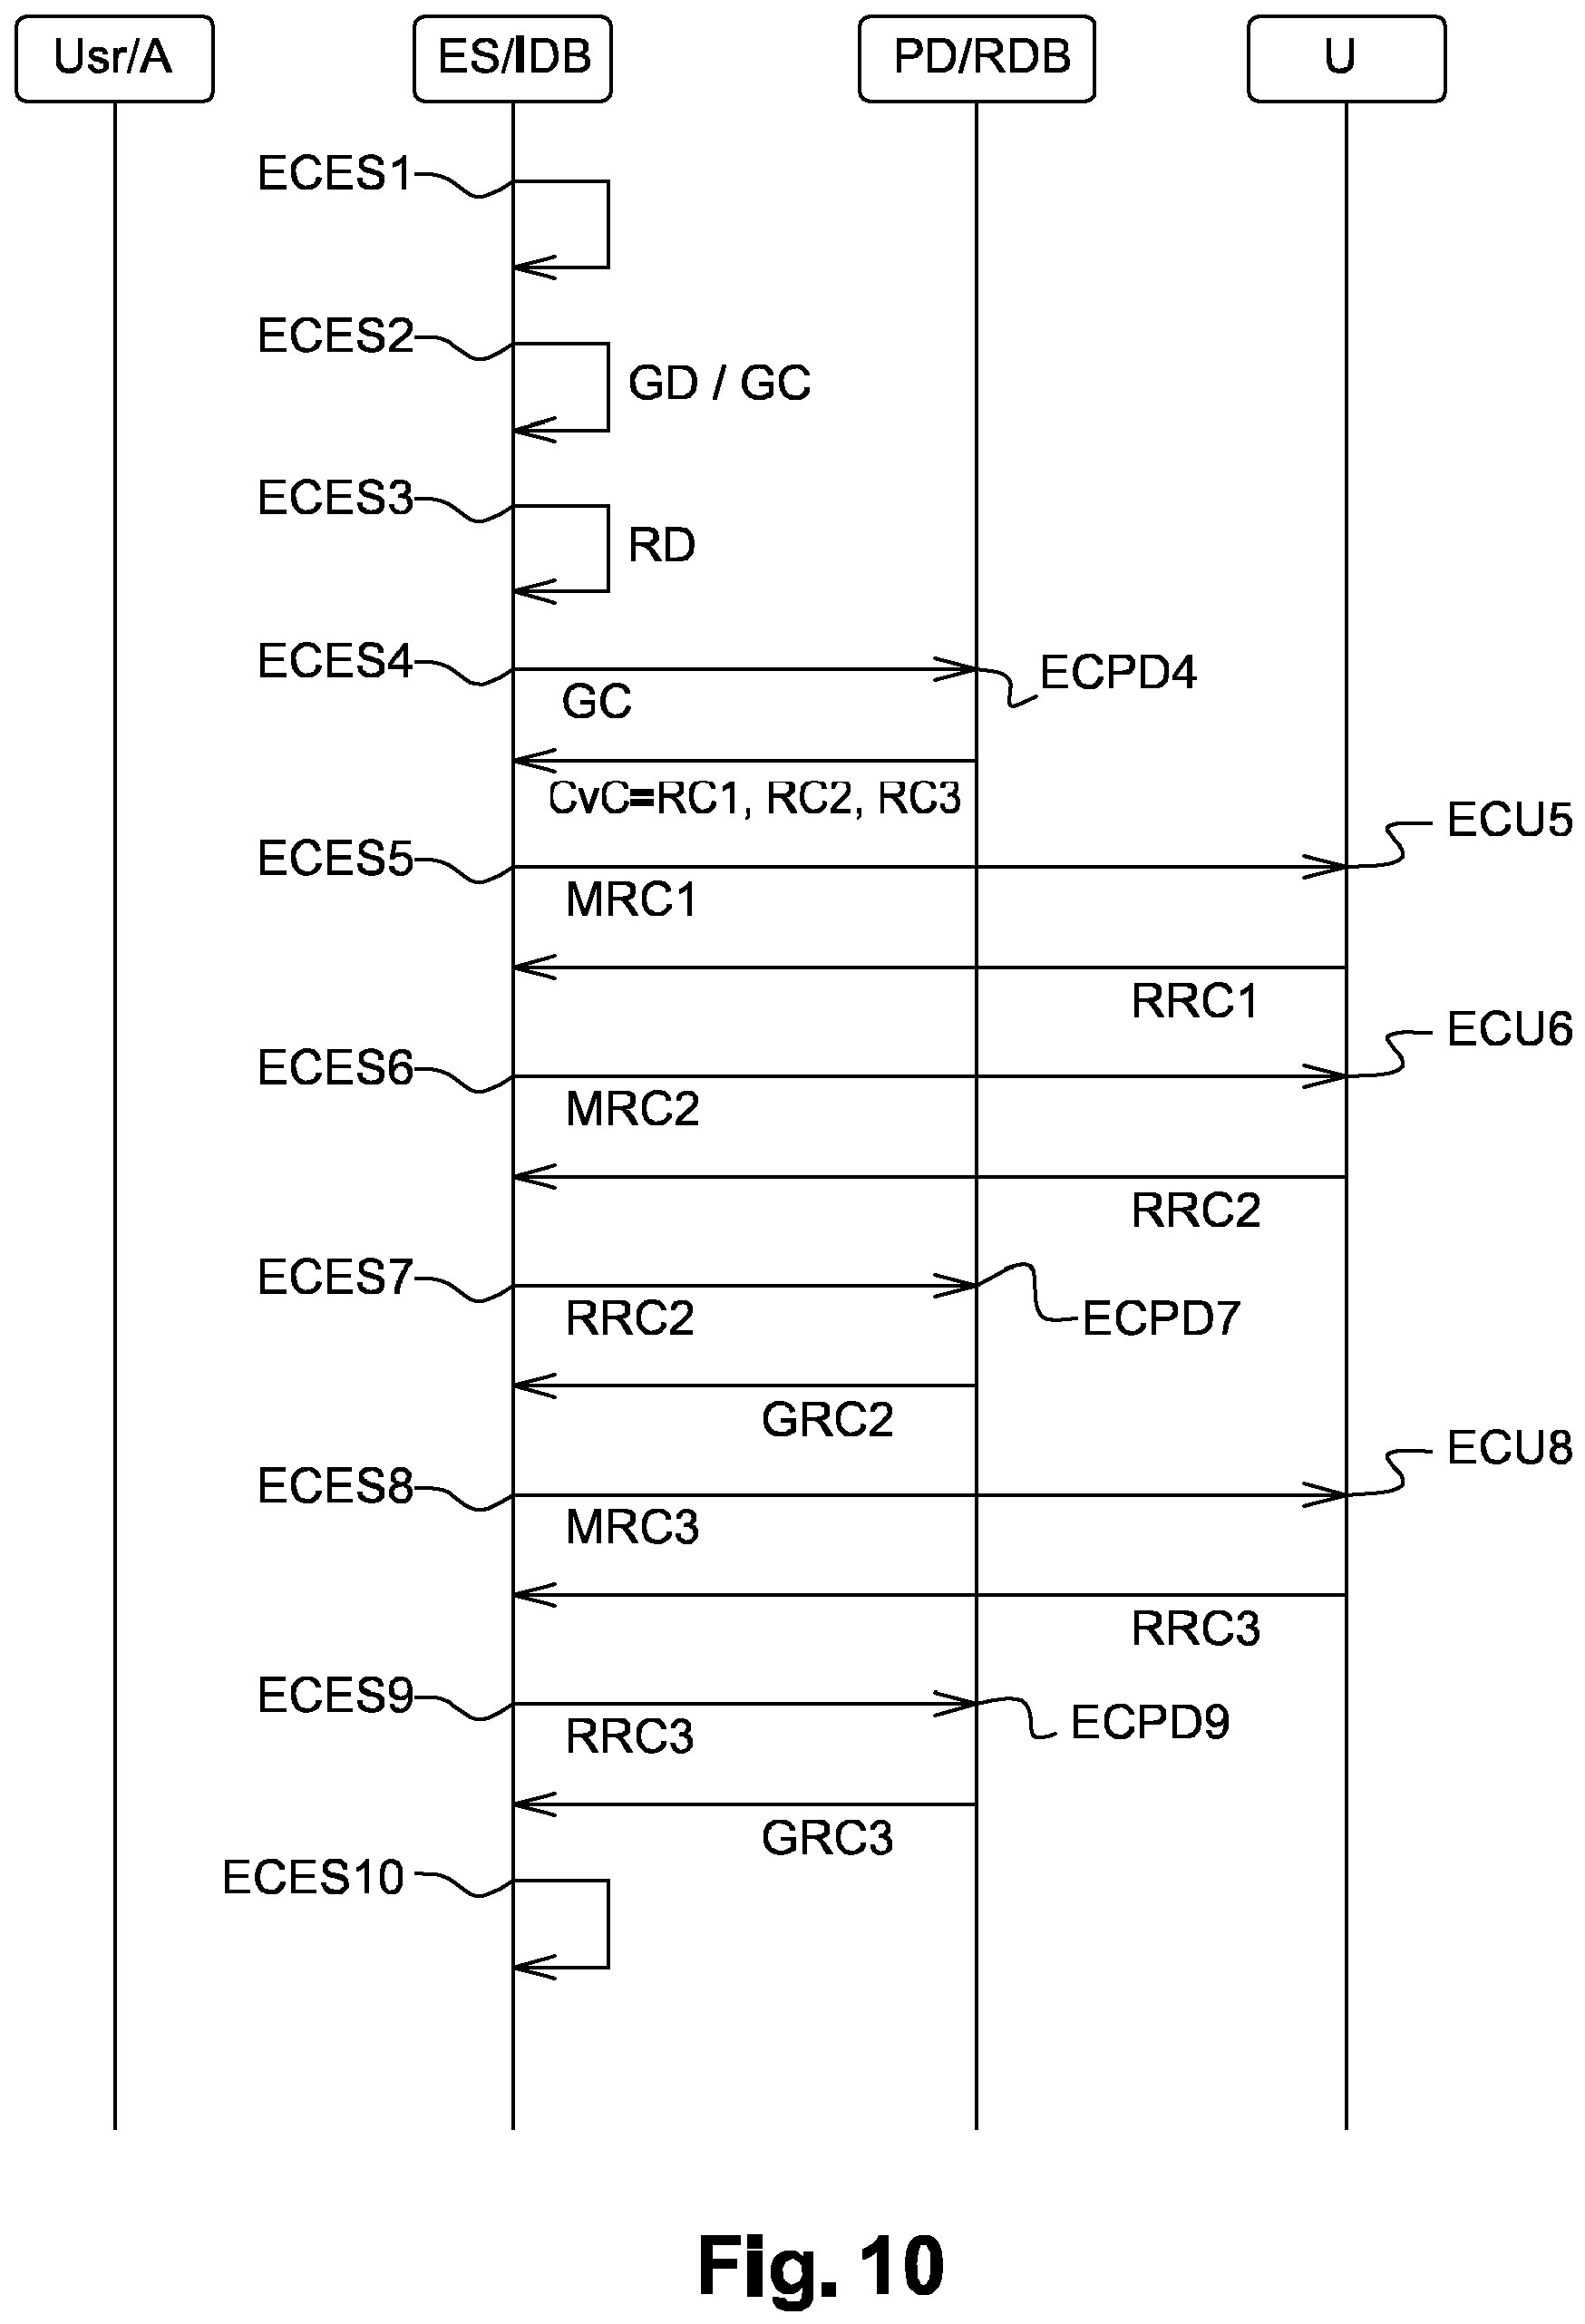 Usr/A ES/IDB PD/RDB U
ECES1
ECES2
GD / GC
ECES3
RD
ECES4
ECPD4
GC
CvC=RC1, RC2, RC3
ECU5
ECES5
MRC1
RRC1
ECU6
ECES6
MRC2
RRC2
ECES7
RRC2
ECPD7
GRC2
ECU8
ECES8
MRC3
RRC3
ECES9
ECPD9
RRC3
GRC3
ECES10
Fig. 10